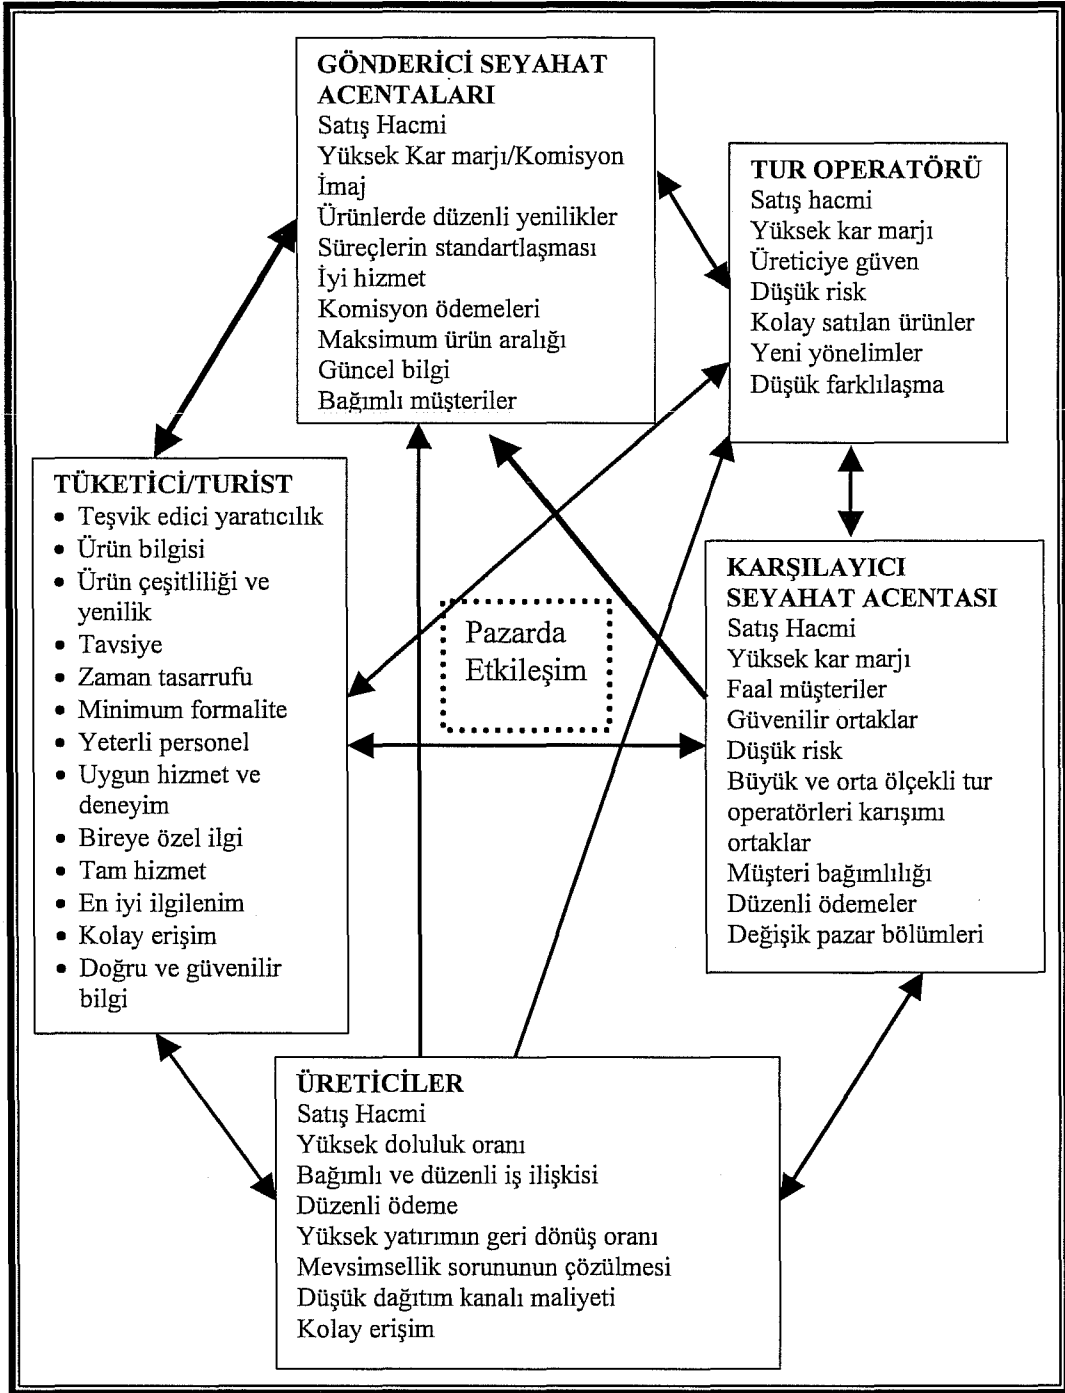 GÖNDERİCİ SEYAHAT
ACENTALARI
Satış Hacmi
Yüksek Kar marjı/Komisyon
İmaj
Ürünlerde düzenli yenilikler
Süreçlerin standartlaşması
İyi hizmet
Komisyon ödemeleri
Maksimum ürün aralığı
Güncel bilgi
Bağımlı müşteriler
TUR OPERATÖRÜ
Satış hacmi
Yüksek kar marjı
Üreticiye güven
Düşük risk
Kolay satılan ürünler
Yeni yönelimler
Düşük farklılaşma
TÜKETİCİ/TURİST
• Teşvik edici yaratıcılık
• Ürün bilgisi
• Ürün çeşitliliği ve
yenilik
• Tavsiye
• Zaman tasarrufu
• Minimum formalite
• Yeterli personel
• Uygun hizmet ve
deneyim
• Bireye özel ilgi
• Tam hizmet
• En iyi ilgilenim
• Kolay erişim
• Doğru ve güvenilir
bilgi
Pazarda
Etkileşim
KARŞILAYICI
SEYAHAT ACENTASI
Satış Hacmi
Yüksek kar marjı
Faal müşteriler
Güvenilir ortaklar
Düşük risk
Büyük ve orta ölçekli tur
operatörleri karışımı
ortaklar
Müşteri bağımlılığı
Düzenli ödemeler
Değişik pazar bölümleri
ÜRETİCİLER
Satış Hacmi
Yüksek doluluk oranı
Bağımlı ve düzenli iş ilişkisi
Düzenli ödeme
Yüksek yatırımın geri dönüş oranı
Mevsimsellik sorununun çözülmesi
Düşük dağıtım kanalı maliyeti
Kolay erişim